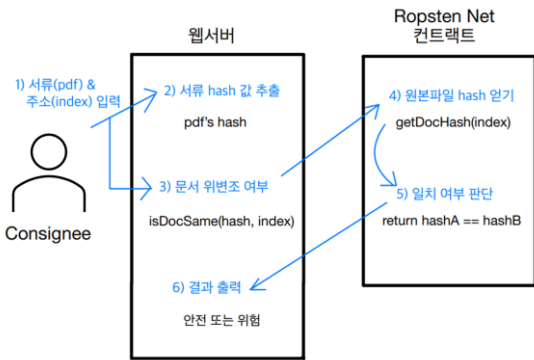 웹서버
Ropsten Net
컨트랙트
1) 서류(pdf) &
주소(index) 입력
2) 서류 hash 값 추출
pdf's hash
3) 문서 위변조 여부
isDocSame(hash, index)
4) 원본파일 hash 얻기
getDocHash(index)
5) 일치 여부 판단
return hashA == hashB
Consignee
6) 결과 출력
안전 또는 위험